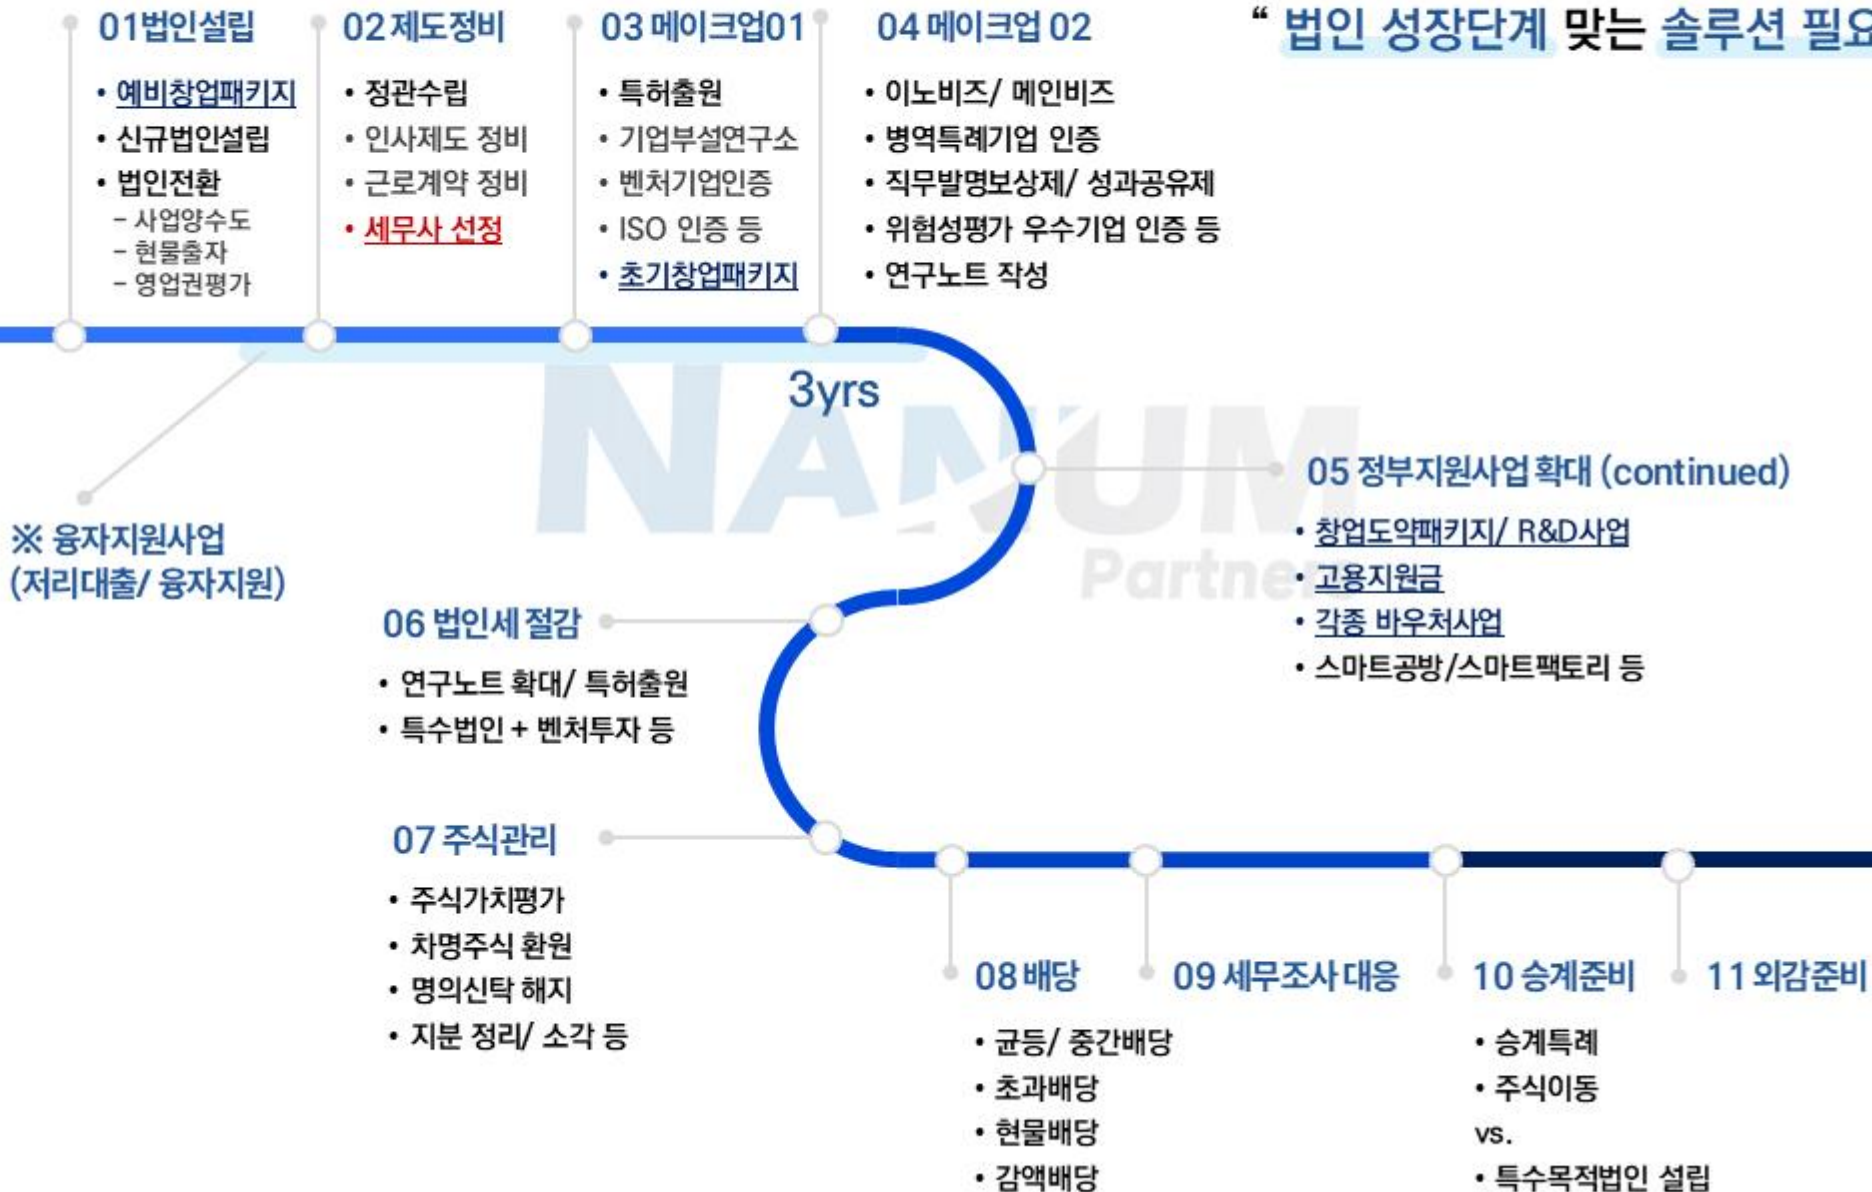 01법인설립
• 예비창업패키지
• 신규법인설립
• 법인전환
- 사업양수도
- 현물출자
- 영업권평가
02 제도정비
• 정관수립
• 인사제도 정비
• 근로계약 정비
• 세무사 선정
03 메이크업01
• 특허출원
• 기업부설연구소
• 벤처기업인증
• ISO 인증 등
• 초기창업패키지
04 메이크업 02
• 이노비즈/ 메인비즈
• 병역특례기업 인증
• 직무발명보상제/ 성과공유제
• 위험성평가 우수기업 인증 등
• 연구노트 작성
“ 법인 성장단계 맞는 솔루션 필요
3yrs
NANUM
Partners
※ 융자지원사업
(저리대출/ 융자지원)
05 정부지원사업 확대 (continued)
• 창업도약패키지/ R&D사업
• 고용지원금
• 각종 바우처사업
• 스마트공방/스마트팩토리 등
06 법인세 절감
• 연구노트 확대/ 특허출원
• 특수법인 + 벤처투자 등
07 주식관리
• 주식가치평가
• 차명주식 환원
• 명의신탁 해지
• 지분 정리/ 소각 등
08 배당
• 균등/ 중간배당
• 초과배당
• 현물배당
• 감액배당
09 세무조사 대응
10 승계준비
• 승계특례
• 주식이동
vs.
• 특수목적법인 설립
11 외감준비